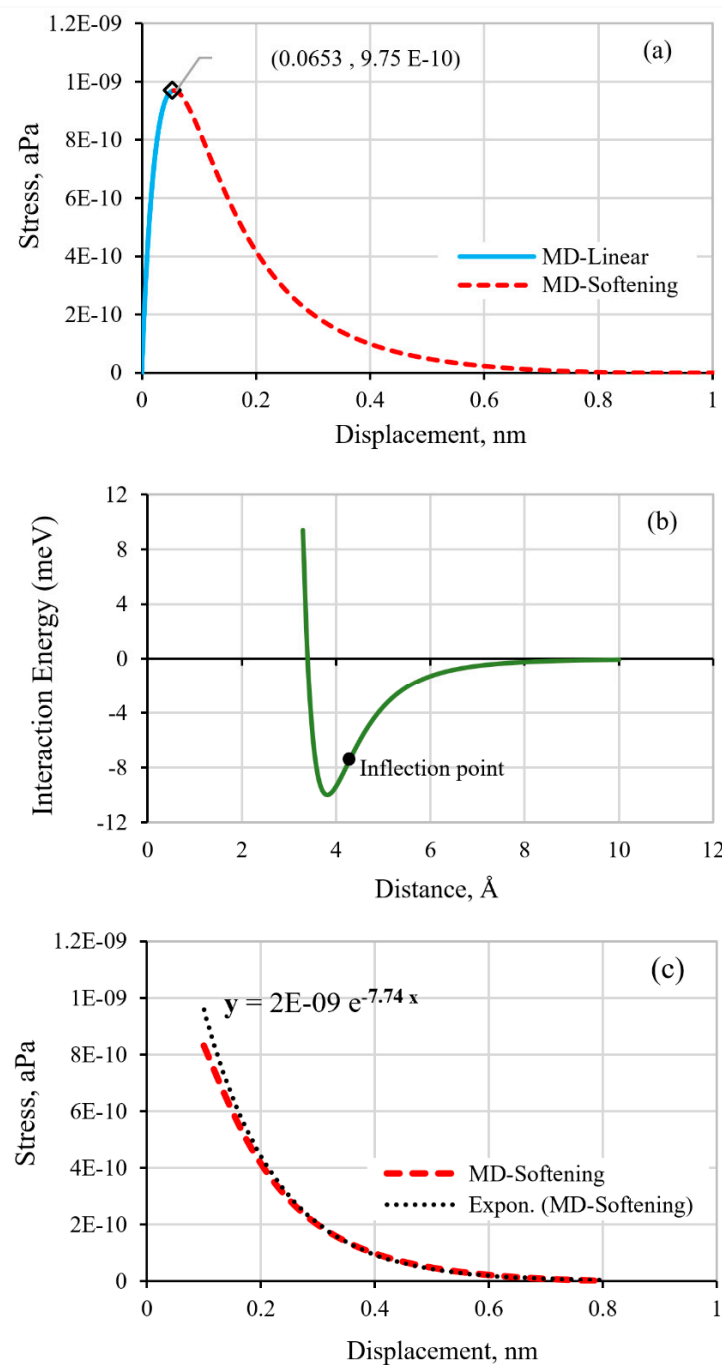 1.2E-09
(a)
(0.0653 , 9.75 E-10)
1E-09
8E-10
6E-10
4E-10
2E-10
0
Stress, aPa
MD-Linear
MD-Softening
0 0.2 0.4 0.6 0.8 1
Displacement, nm
12
(b)
8
4
0
-4
-8
-12
Interaction Energy (meV)
Inflection point
0 2 4 6 8 10 12
Distance, Å
1.2E-09
(c)
1E-09
y = 2E-09 e-7.74 x
8E-10
6E-10
4E-10
2E-10
0
Stress, aPa
MD-Softening
Expon. (MD-Softening)
0 0.2 0.4 0.6 0.8 1
Displacement, nm